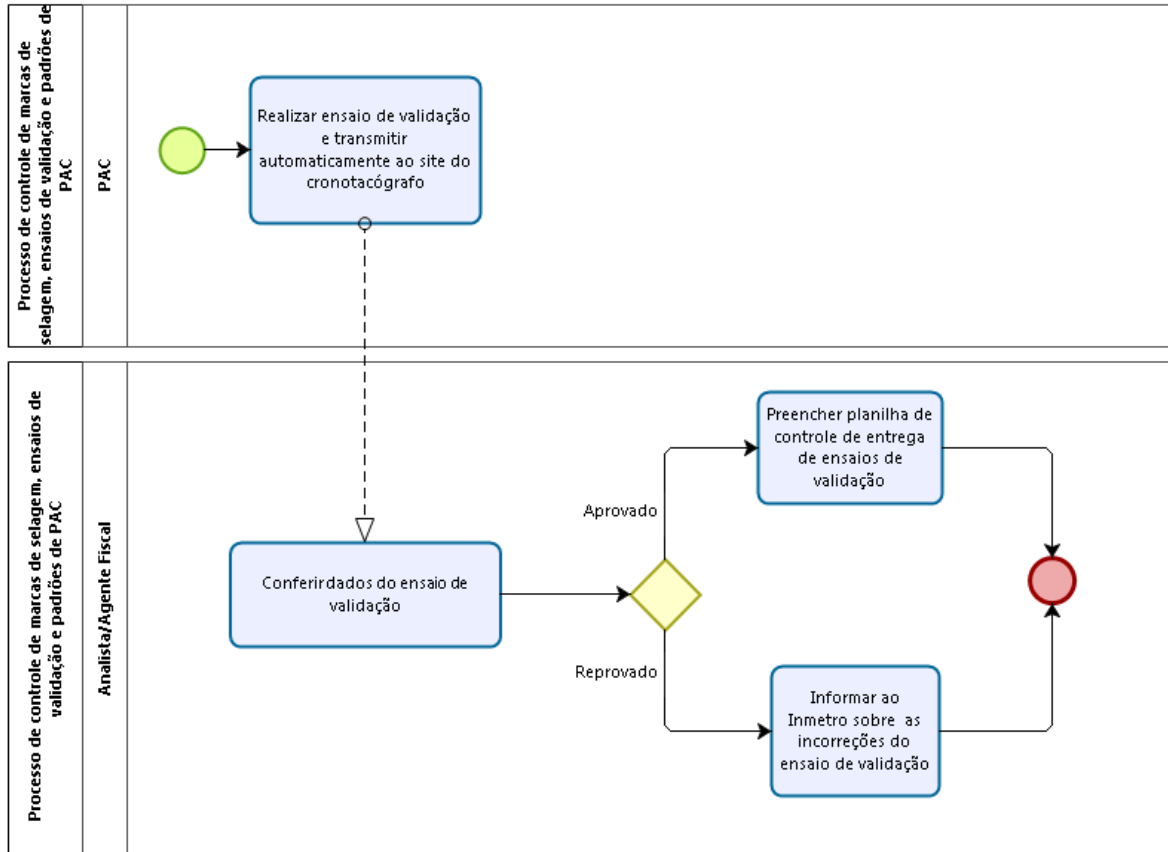 Processo de controle de marcas de
selagem, ensaios de validação e padrões de
PAC
PAC
Realizar ensaio de validação
e transmitir
automaticamente ao site do
cronotacógrafo
Processo de controle de marcas de selagem, ensaios de
validação e padrões de PAC
Analista/Agente Fiscal
Conferirdados do ensaio de
validação
Aprovado
Reprovado
Preencher planilha de
controle de entrega
de ensaios de
validação
Informar ao
Inmetro sobre as
incorreções do
ensaio de validação